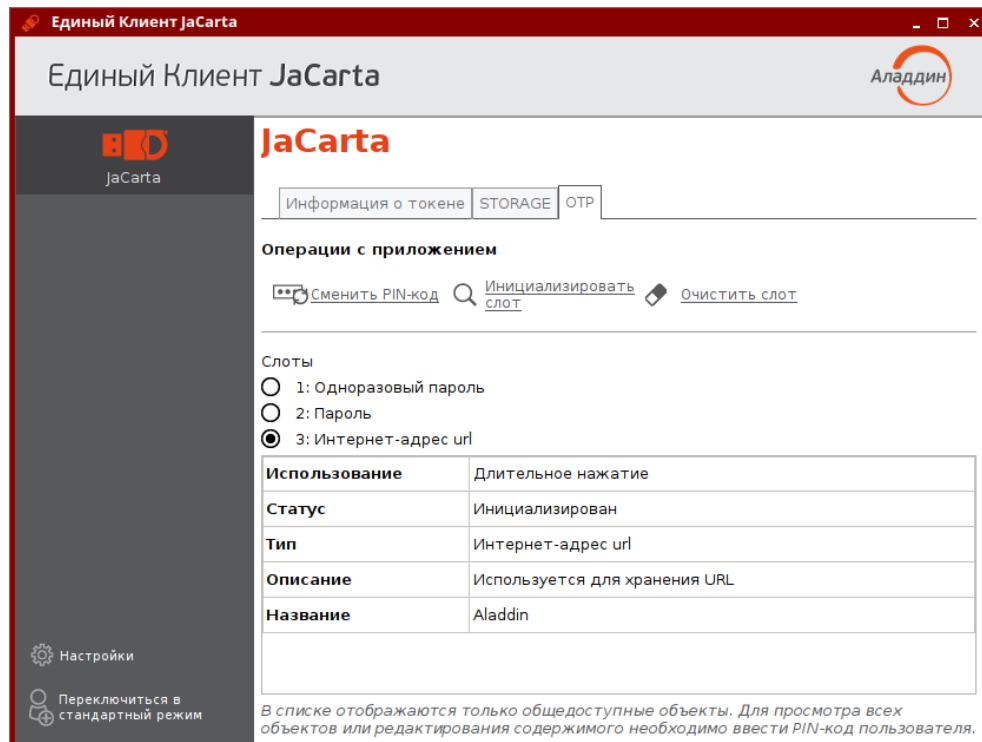 Единый Клиент JaCarta
Единый Клиент JaCarta
Аладдин
JaCarta
JaCarta
Информация о токене STORAGE OTP
Операции с приложением
Сменить PIN-код
Инициализировать
слот
Очистить слот
Слоты
1: Одноразовый пароль
2: Пароль
3: Интернет-адрес url
Использование Длительное нажатие
Статус Инициализирован
Тип Интернет-адрес url
Описание Используется для хранения URL
Название Aladdin
Настройки
Переключиться в
стандартный режим
В списке отображаются только общедоступные объекты. Для просмотра всех
объектов или редактирования содержимого необходимо ввести PIN-код пользователя.